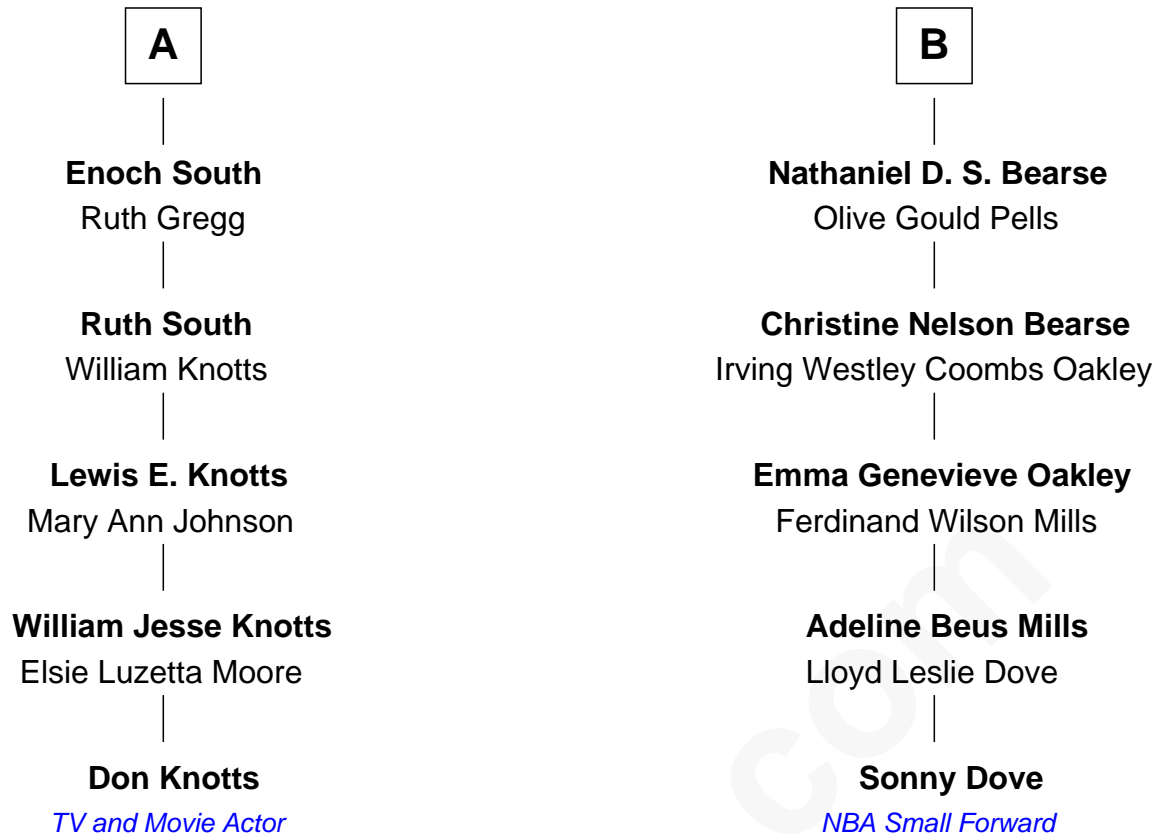 A
Enoch South
Ruth Gregg
Ruth South
William Knotts
Lewis E. Knotts
Mary Ann Johnson
William Jesse Knotts
Elsie Luzetta Moore
Don Knotts
TV and Movie Actor
B
Nathaniel D. S. Bearse
Olive Gould Pells
Christine Nelson Bearse
Irving Westley Coombs Oakley
Emma Genevieve Oakley
Ferdinand Wilson Mills
Adeline Beus Mills
Lloyd Leslie Dove
Sonny Dove
NBA Small Forward
com